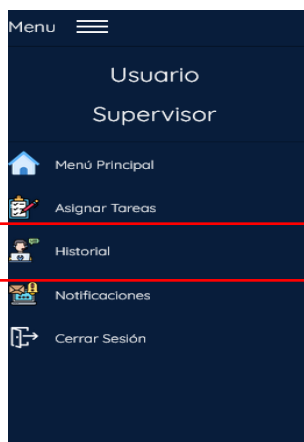 Menu
Usuario
Supervisor
Menú Principal
Asignar Tareas
Historial
Notificaciones
Cerrar Sesión